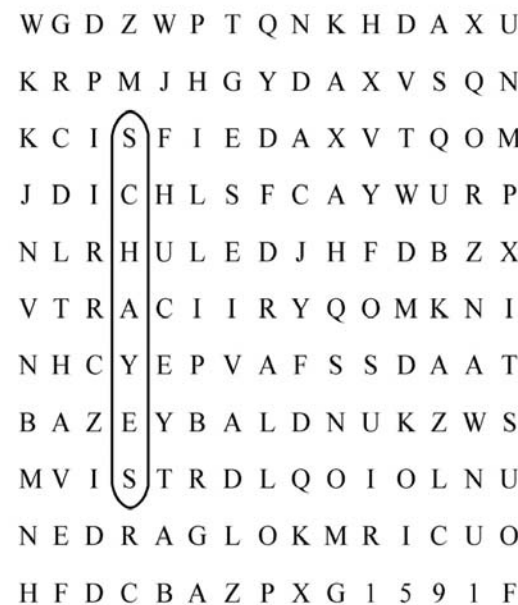 W G D Z W P T Q N K H D A X U
K R P M J H G Y D A X V S Q N
K C I S F I E D A X V T Q O M
J D I C H L S F C A Y W U R P
N L R H U L E D J H F D B Z X
V T R A C I I R Y Q O M K N I
N H C Y E P V A F S S D A A T
B A Z E Y B A L D N U K Z W S
M V I S T R D L Q O I O L N U
N E D R A G L O K M R I C U O
H F D C B A Z P X G 1 5 9 1 F